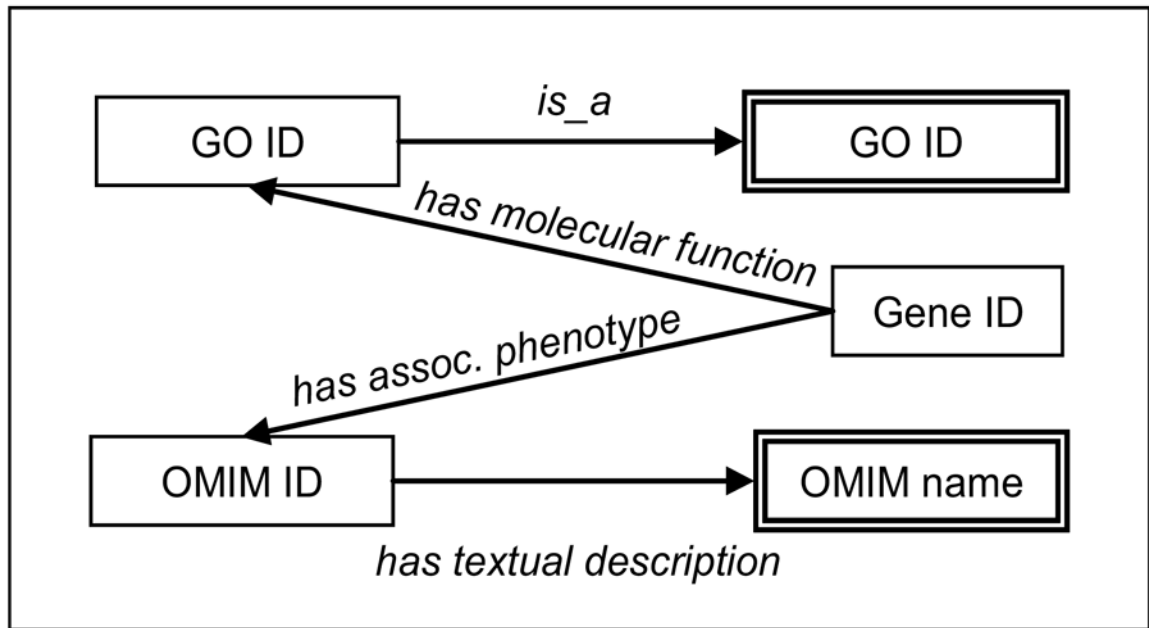 is_a
GO ID
GO ID
has molecular function
Gene ID
has assoc. phenotype
OMIM ID
OMIM name
has textual description